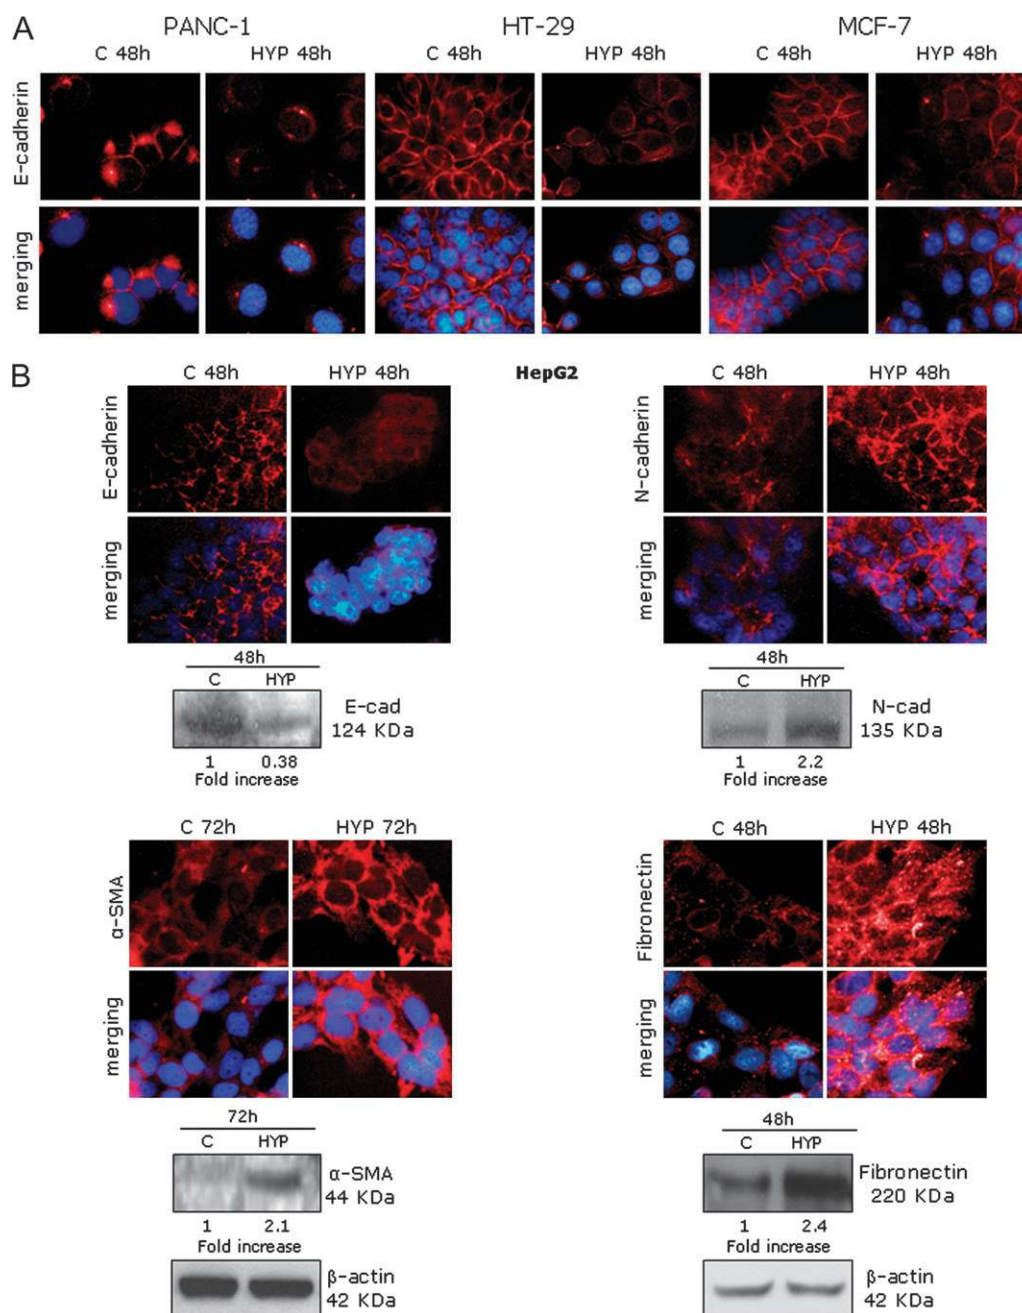 A
PANC-1 HT-29 MCF-7
C 48h HYP 48h C 48h HYP 48h C 48h HYP 48h
E-cadherin
merging
B
HepG2
C 48h HYP 48h
E-cadherin
merging
48h
C HYP
E-cad
124 KDa
1 0.38
Fold increase
C 48h HYP 48h
N-cadherin
merging
48h
C HYP
N-cad
135 KDa
1 2.2
Fold increase
C 72h HYP 72h
α-SMA
merging
72h
C HYP
α-SMA
44 KDa
1 2.1
Fold increase
β-actin
42 KDa
C 48h HYP 48h
Fibronectin
merging
48h
C HYP
Fibronectin
220 KDa
1 2.4
Fold increase
β-actin
42 KDa